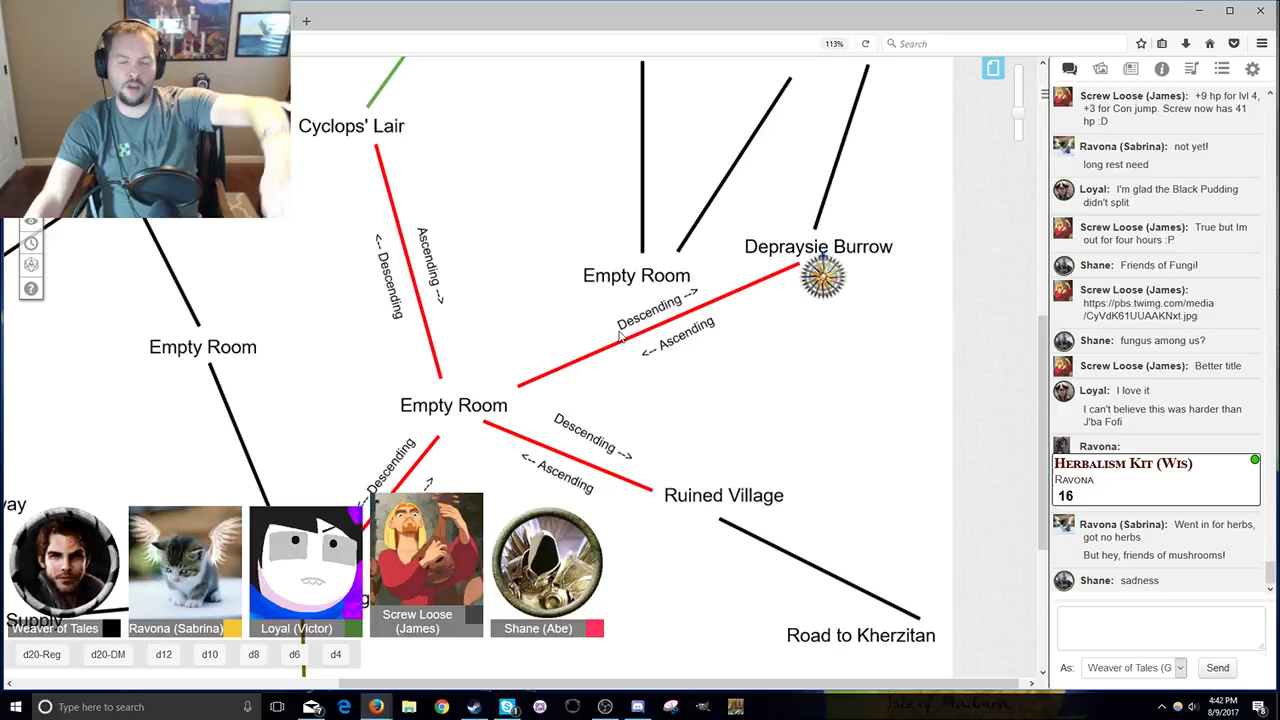 113%
Search
Cyclops' Lair
<-- Descending
Ascending -->
Empty Room
Depraysie Burrow
Descending -->
<-- Ascending
Empty Room
Empty Room
Descending -->
<-- Ascending
<-- Descending
-->
Ruined Village
Road to Kherzitan
way
Supply
g
Weaver of Tales
Ravona (Sabrina)
Loyal (Victor)
Screw Loose
(James)
Shane (Abe)
d20-Reg
d20-DM
d12
d10
d8
d6
d4
Screw Loose (James): +9 hp for lvl 4,
+3 for Con jump. Screw now has 41
hp :D
Ravona (Sabrina): not yet!
long rest need
Loyal: I'm glad the Black Pudding
didn't split
Screw Loose (James): True but Im
out for four hours :P
Shane: Friends of Fungi!
Screw Loose (James):
https://pbs.twimg.com/media
/CyVdK61UUAAKNxt.jpg
Shane: fungus among us?
Screw Loose (James): Better title
Loyal: I love it
I can't believe this was harder than
J'ba Fofi
Ravona:
Herbalism Kit (Wis)
Ravona
16
Ravona (Sabrina): Went in for herbs,
got no herbs
But hey, friends of mushrooms!
Shane: sadness
As:
Weaver of Tales (G
Send
Type here to search
4:42 PM
8/9/2017